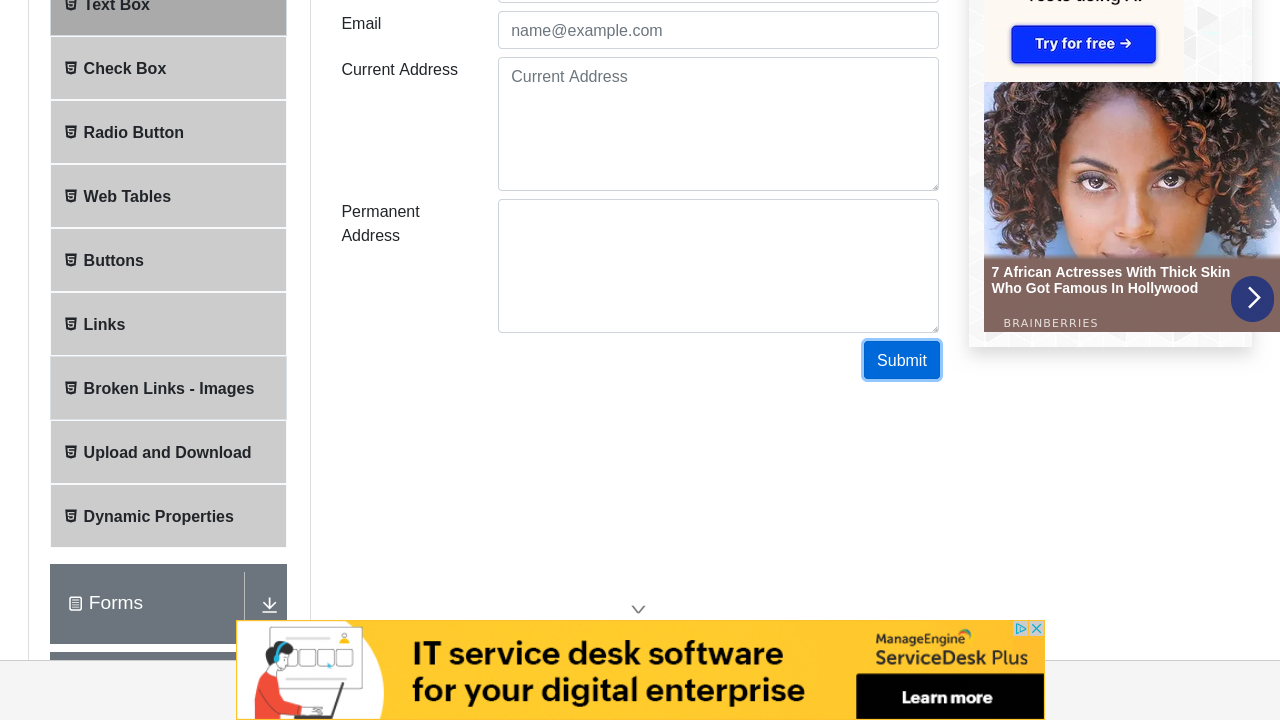 Text Box
Check Box
Radio Button
Web Tables
Buttons
Links
Broken Links - Images
Upload and Download
Dynamic Properties
Forms
Email
name@example.com
Current Address
Current Address
Permanent
Address
Submit
Try for free →
7 African Actresses With Thick Skin
Who Got Famous In Hollywood
BRAINBERRIES
IT service desk software
for your digital enterprise
ManageEngine
ServiceDesk Plus
Learn more